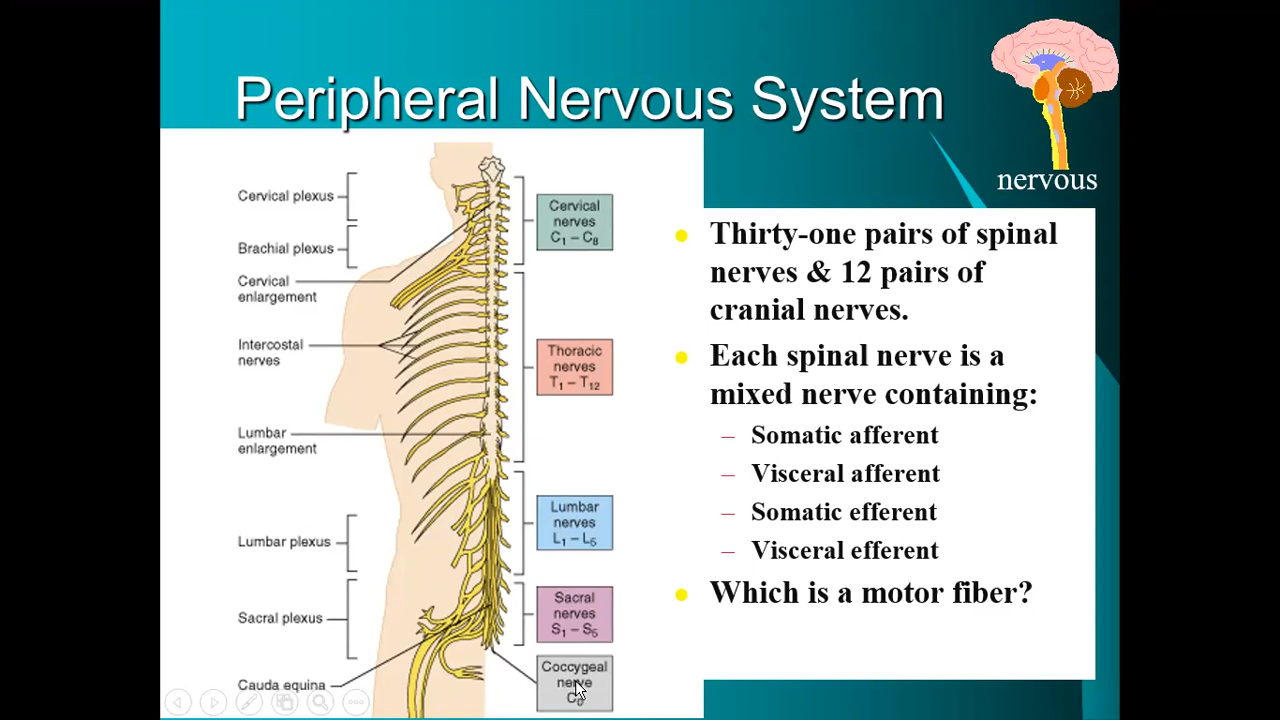 Peripheral Nervous System
nervous
Cervical plexus
Brachial plexus
Cervical
enlargement
Intercostal
nerves
Lumbar
enlargement
Lumbar plexus
Sacral plexus
Cauda equina
Cervical
nerves
C1 – C8
Thoracic
nerves
T1 – T12
Lumbar
nerves
L1 – L5
Sacral
nerves
S1 – S5
Coccygeal
nerve
C0
Thirty-one pairs of spinal
nerves & 12 pairs of
cranial nerves.
Each spinal nerve is a
mixed nerve containing:
– Somatic afferent
– Visceral afferent
– Somatic efferent
– Visceral efferent
Which is a motor fiber?